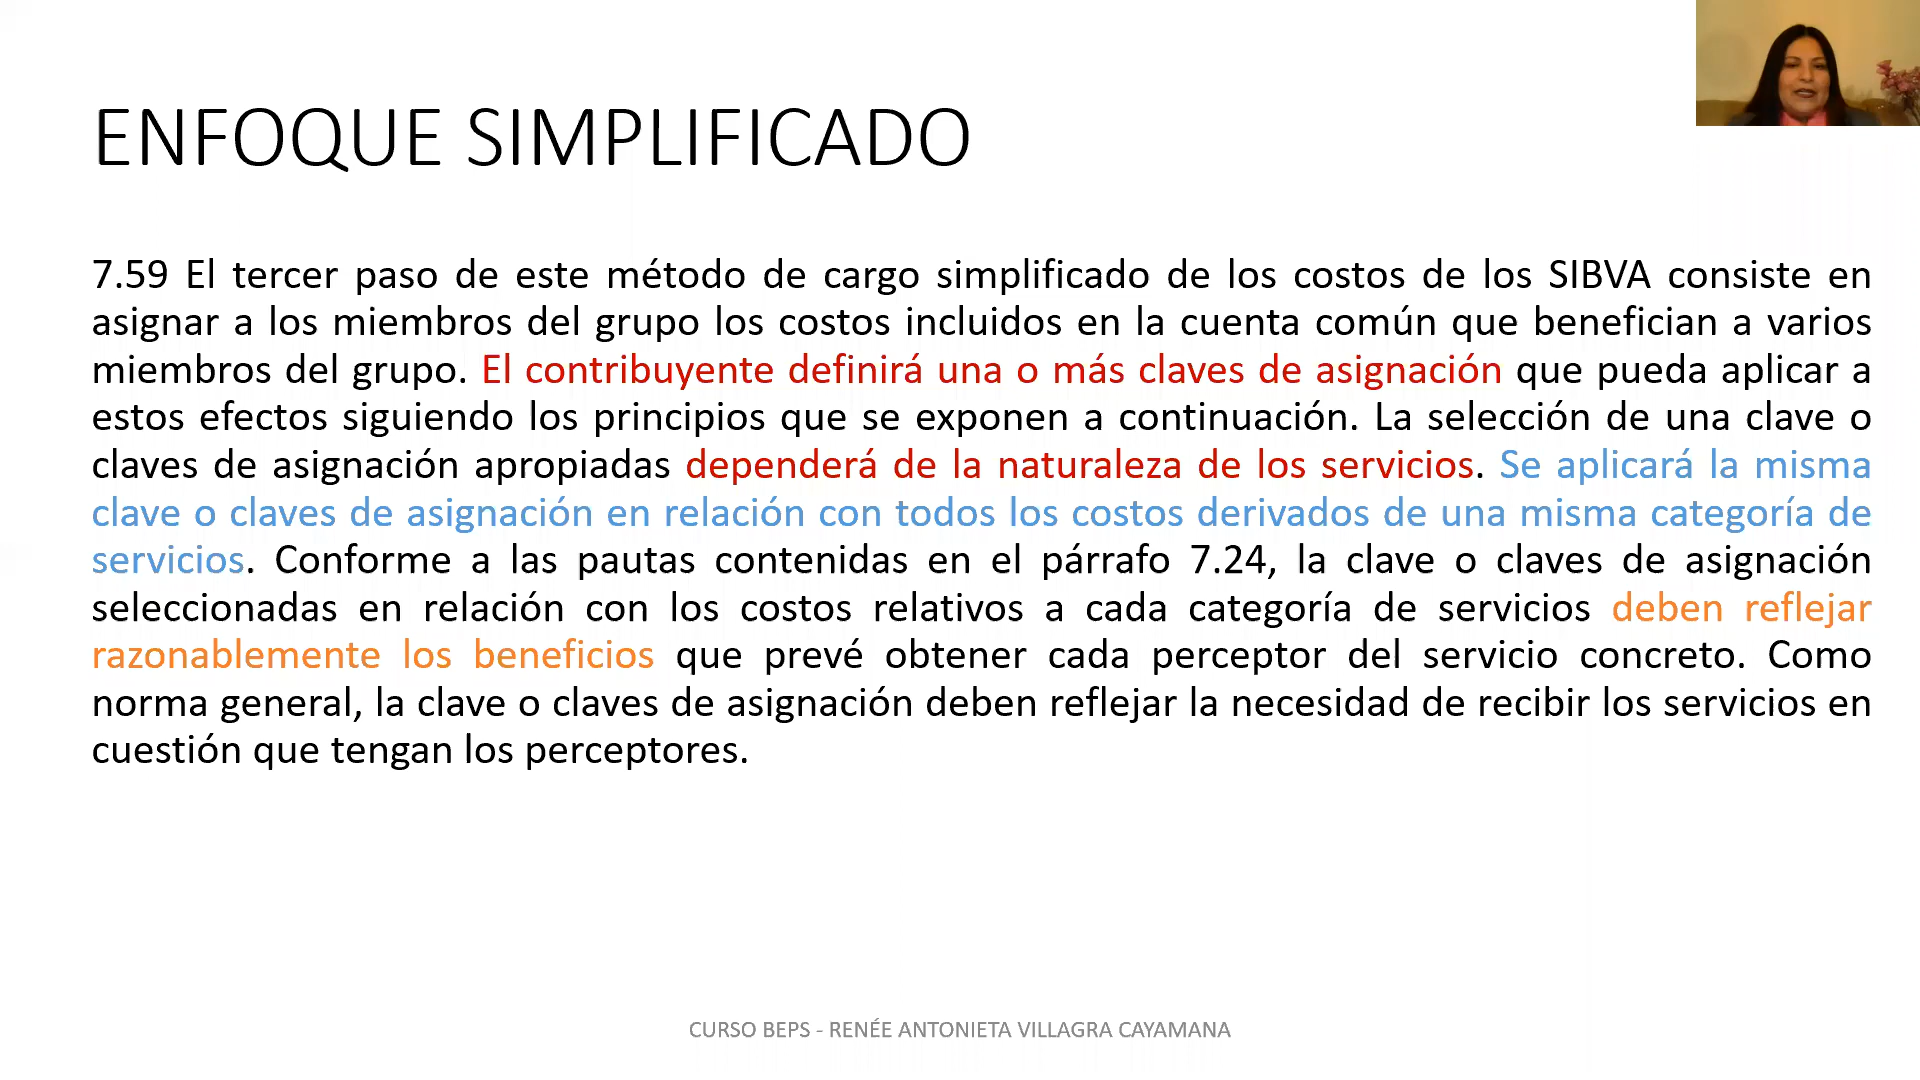 ENFOQUE SIMPLIFICADO
7.59 El tercer paso de este método de cargo simplificado de los costos de los SIBVA consiste en
asignar a los miembros del grupo los costos incluidos en la cuenta común que benefician a varios
miembros del grupo. El contribuyente definirá una o más claves de asignación que pueda aplicar a
estos efectos siguiendo los principios que se exponen a continuación. La selección de una clave o
claves de asignación apropiadas dependerá de la naturaleza de los servicios. Se aplicará la misma
clave o claves de asignación en relación con todos los costos derivados de una misma categoría de
servicios. Conforme a las pautas contenidas en el párrafo 7.24, la clave o claves de asignación
seleccionadas en relación con los costos relativos a cada categoría de servicios deben reflejar
razonablemente los beneficios que prevé obtener cada perceptor del servicio concreto. Como
norma general, la clave o claves de asignación deben reflejar la necesidad de recibir los servicios en
cuestión que tengan los perceptores.
CURSO BEPS - RENÉE ANTONIETA VILLAGRA CAYAMANA